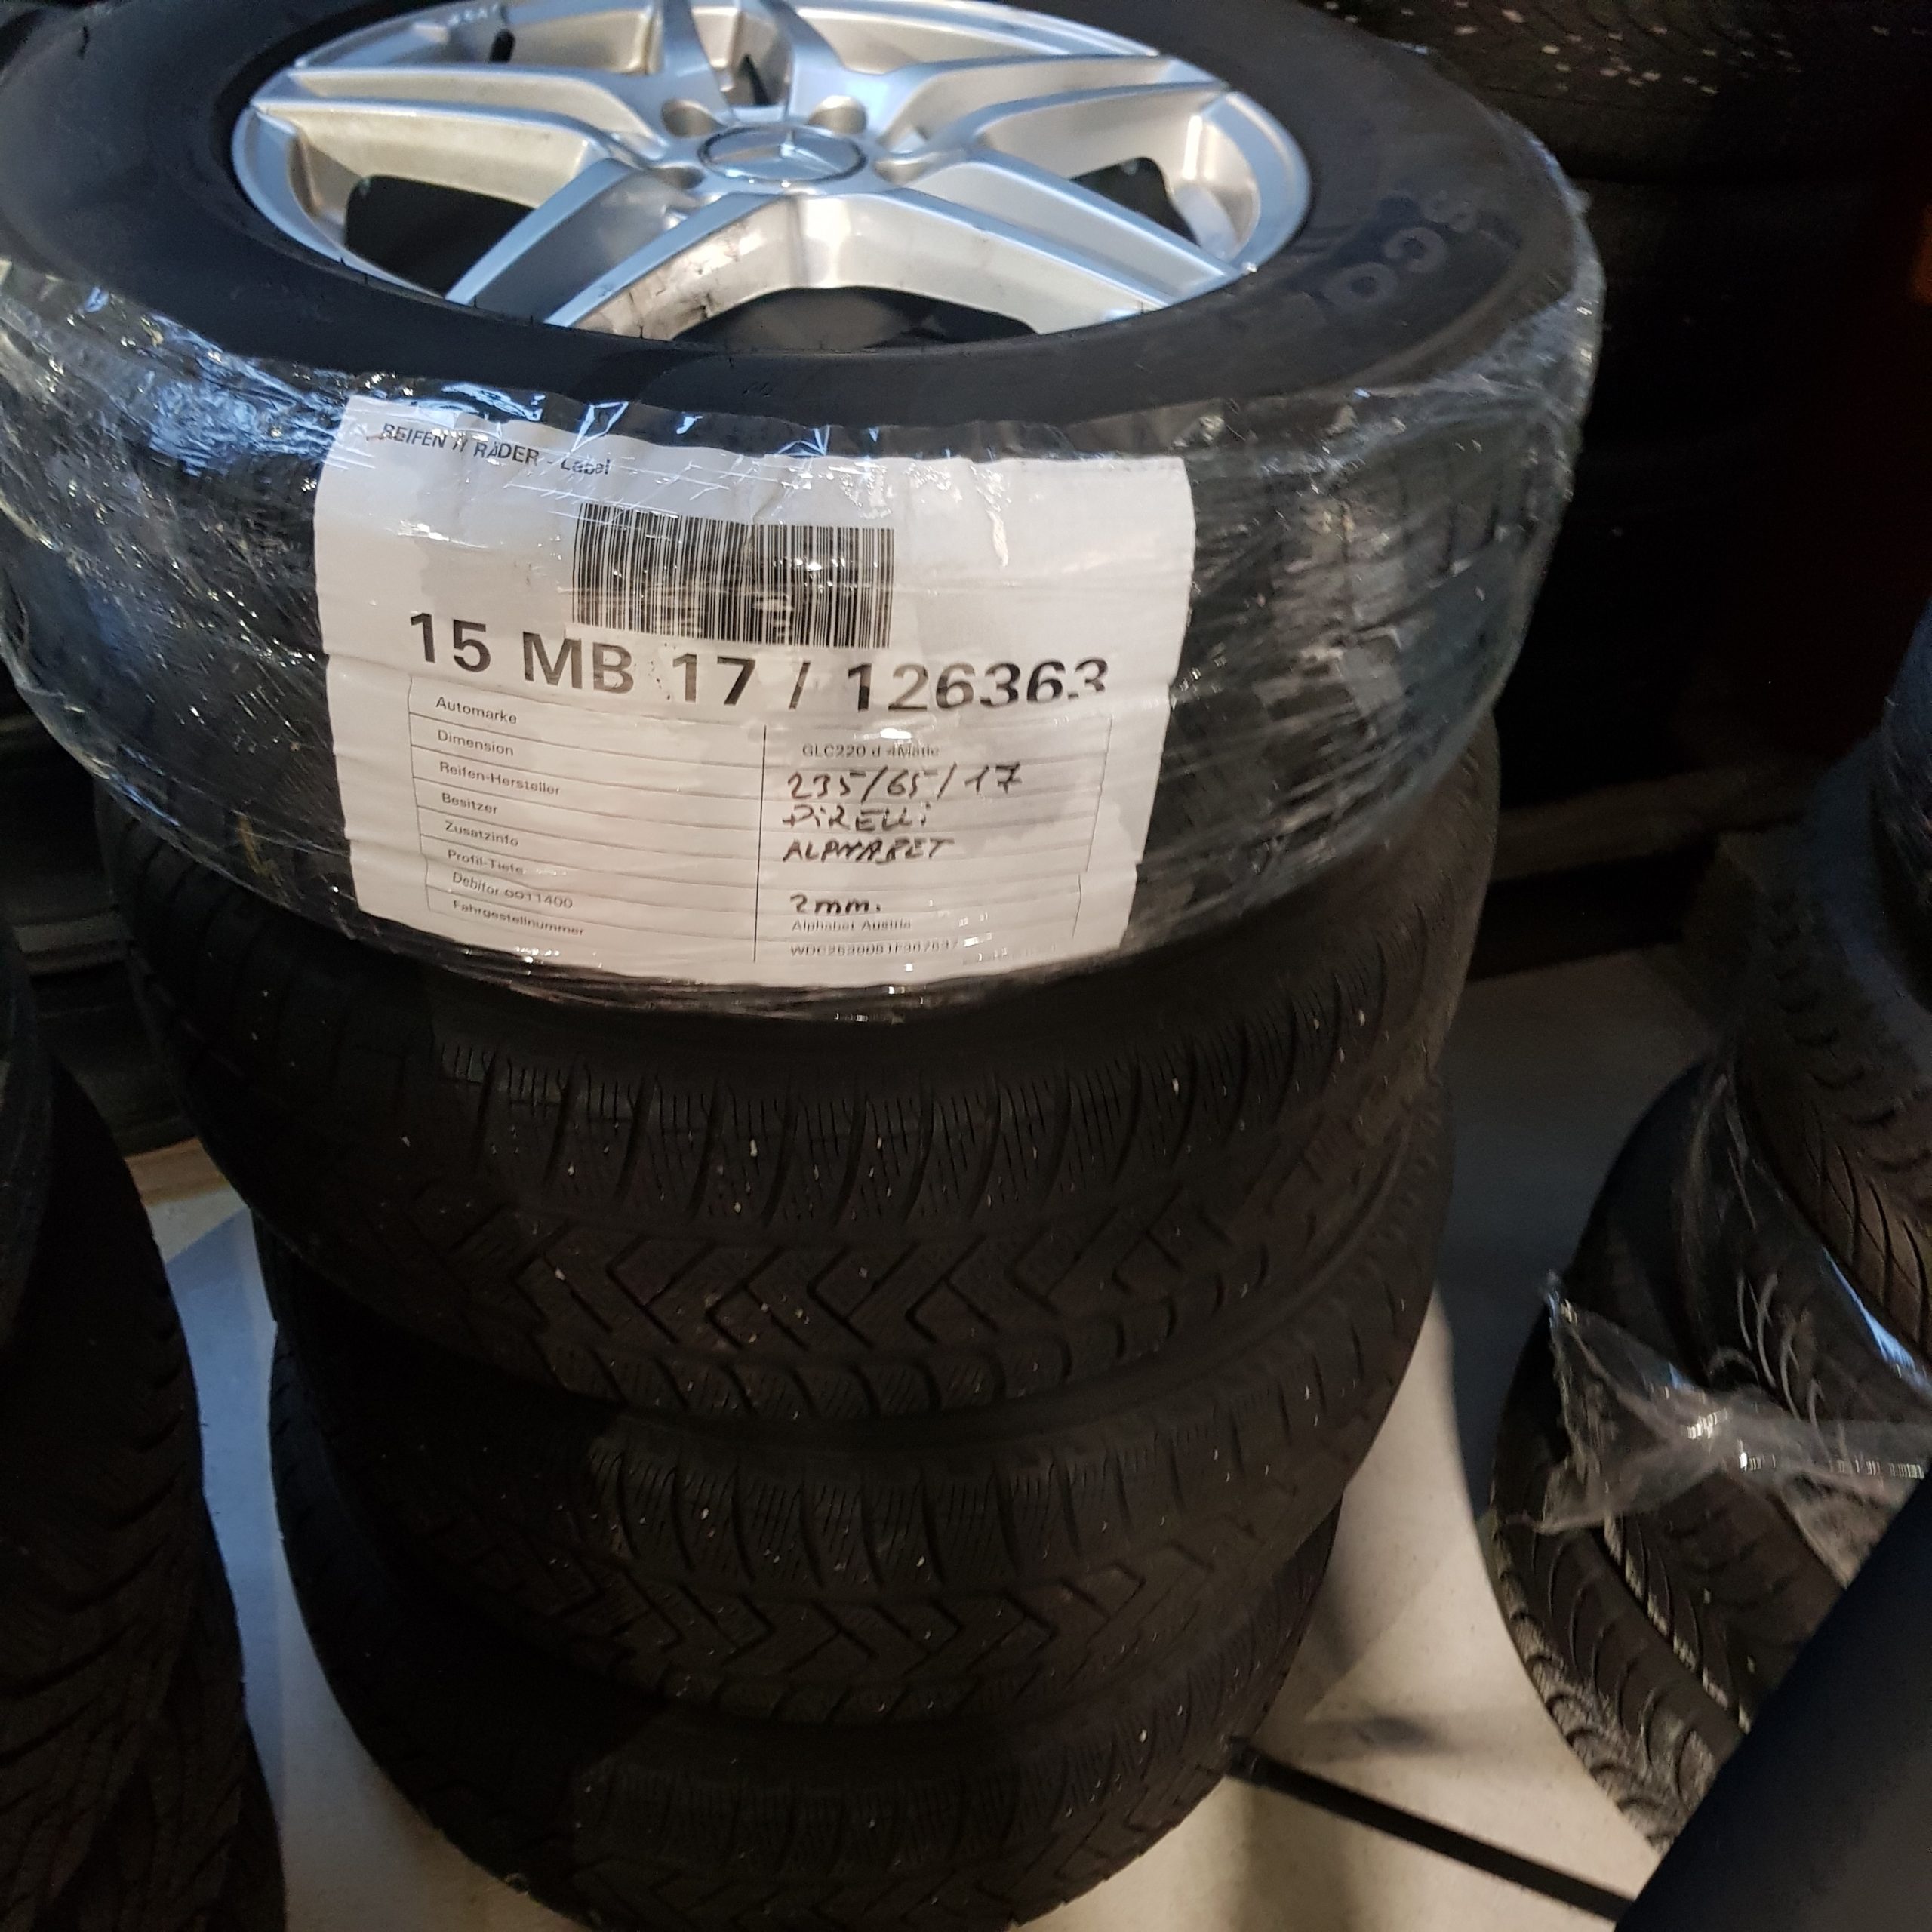 REIFEN // RÄDER - Label
15 MB 17 / 126363
Automarke GLC220 d 4Matic
Dimension 235/65/17
Reifen-Hersteller PiRELLi
Besitzer ALPHABET
Zusatzinfo
Profil-Tiefe 2mm.
Debitor 0011400 Alphabet Austria
Fahrgestellnummer